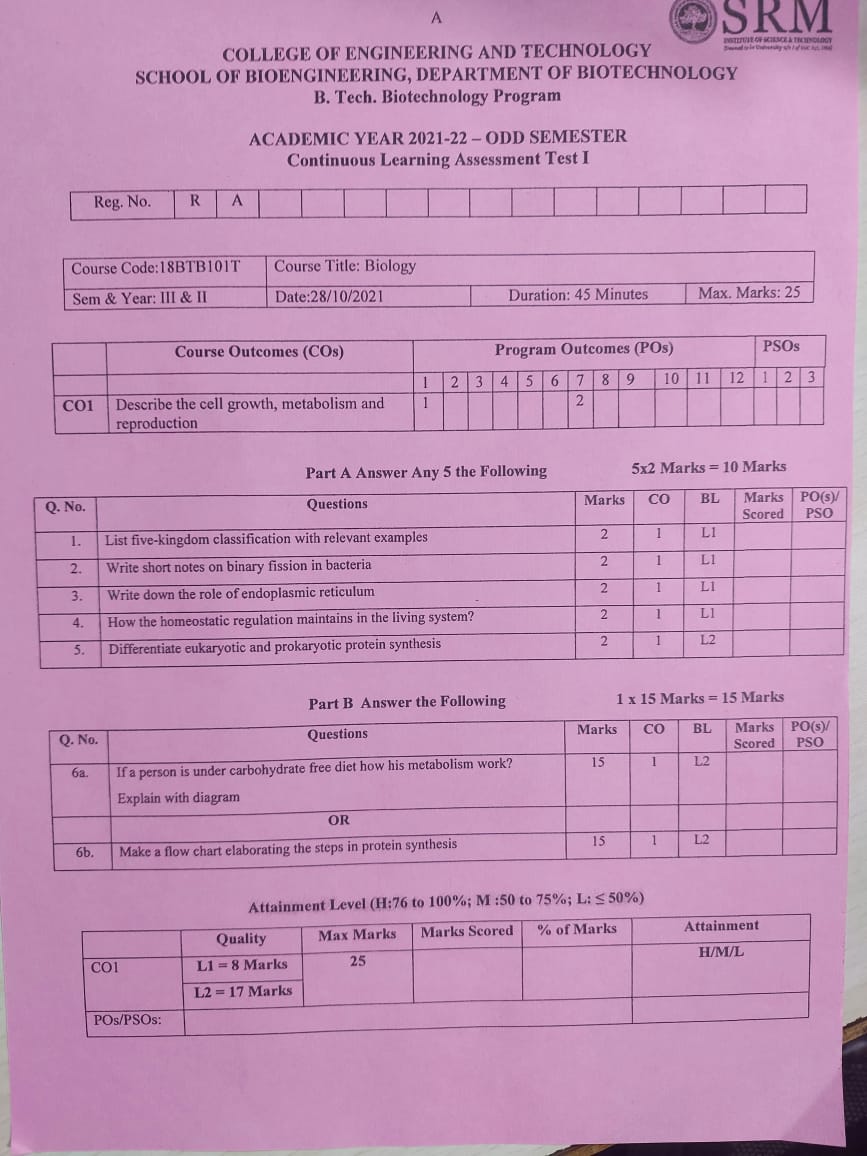 A
SRM
INSTITUTE OF SCIENCE & TECHNOLOGY
COLLEGE OF ENGINEERING AND TECHNOLOGY
SCHOOL OF BIOENGINEERING, DEPARTMENT OF BIOTECHNOLOGY
B. Tech. Biotechnology Program
ACADEMIC YEAR 2021-22 – ODD SEMESTER
Continuous Learning Assessment Test I
Reg. No. R A
Course Code:18BTB101T Course Title: Biology
Sem & Year: III & II Date:28/10/2021 Duration: 45 Minutes Max. Marks: 25
Course Outcomes (COs) Program Outcomes (POs) PSOs
1 2 3 4 5 6 7 8 9 10 11 12 1 2 3
CO1 Describe the cell growth, metabolism and 1 2
reproduction
Part A Answer Any 5 the Following 5x2 Marks = 10 Marks
Q. No. Questions Marks CO BL Marks PO(s)/
Scored PSO
1. List five-kingdom classification with relevant examples 2 1 L1
2. Write short notes on binary fission in bacteria 2 1 L1
3. Write down the role of endoplasmic reticulum 2 1 L1
4. How the homeostatic regulation maintains in the living system? 2 1 L1
5. Differentiate eukaryotic and prokaryotic protein synthesis 2 1 L2
Part B Answer the Following 1 x 15 Marks = 15 Marks
Q. No. Questions Marks CO BL Marks PO(s)/
Scored PSO
6a. If a person is under carbohydrate free diet how his metabolism work? 15 1 L2
Explain with diagram
OR
6b. Make a flow chart elaborating the steps in protein synthesis 15 1 L2
Attainment Level (H:76 to 100%; M :50 to 75%; L: ≤ 50%)
Quality Max Marks Marks Scored % of Marks Attainment
CO1 L1 = 8 Marks 25 H/M/L
L2 = 17 Marks
POs/PSOs: